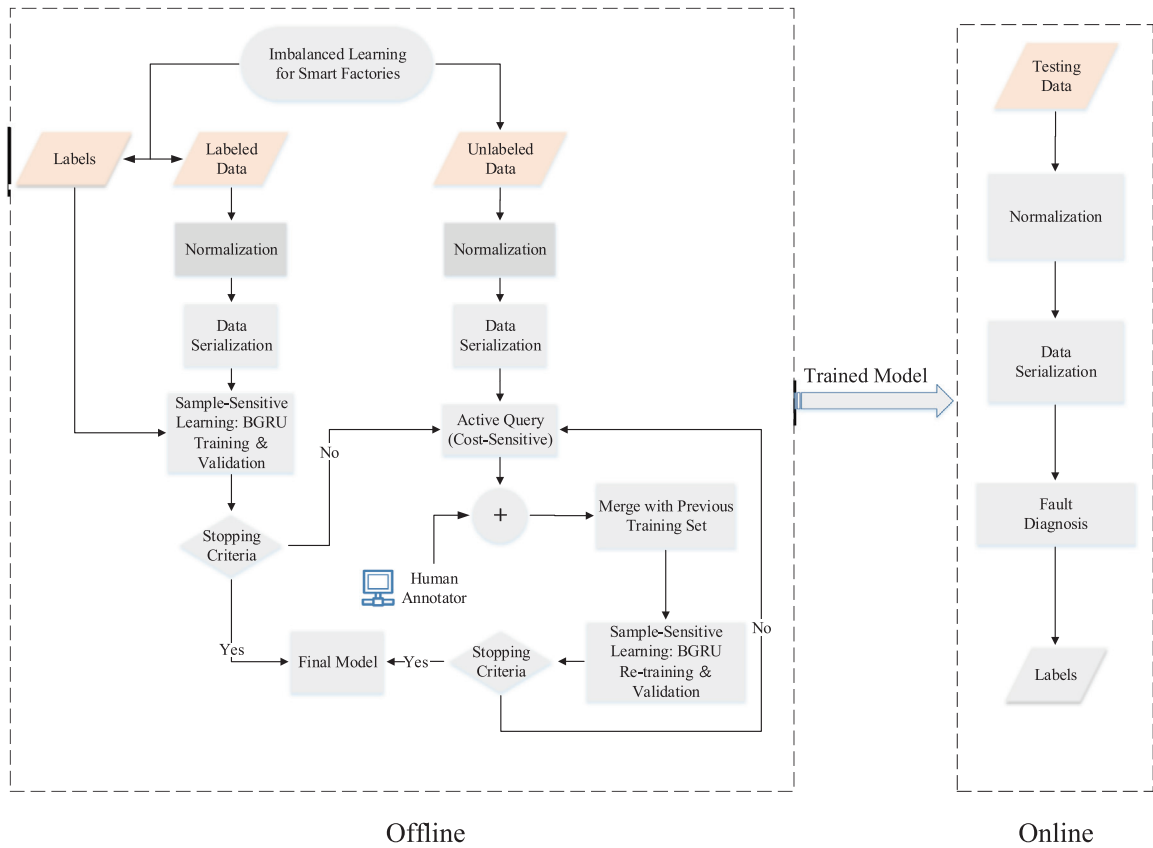 Imbalanced Learning
for Smart Factories
Labels
Labeled
Data
Unlabeled
Data
Normalization
Normalization
Data
Serialization
Data
Serialization
Sample-Sensitive
Learning: BGRU
Training &
Validation
No
Active Query
(Cost-Sensitive)
Stopping
Criteria
+
Merge with Previous
Training Set
Human
Annotator
Yes
Final Model
Yes
Stopping
Criteria
Sample-Sensitive
Learning: BGRU
Re-training &
Validation
No
Trained Model
Testing
Data
Normalization
Data
Serialization
Fault
Diagnosis
Labels
Offline
Online